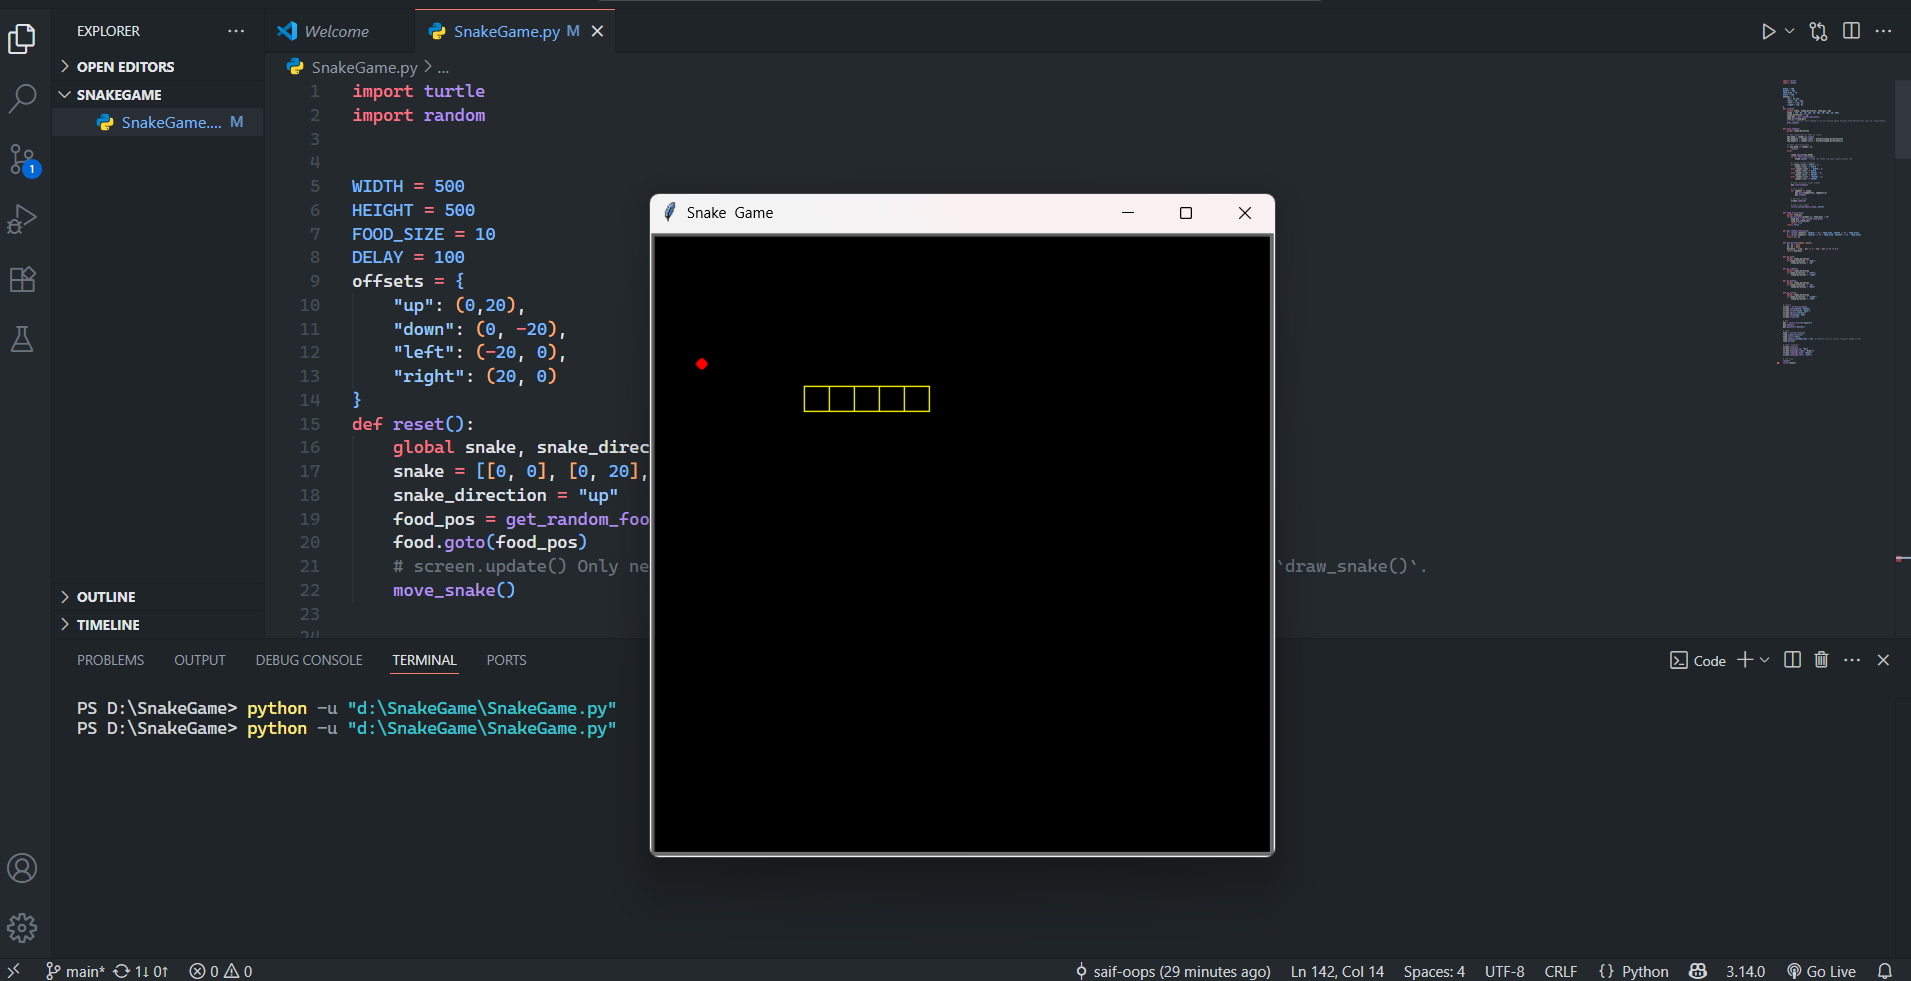 EXPLORER
Welcome
SnakeGame.py M
OPEN EDITORS
SNAKEGAME
SnakeGame.... M
SnakeGame.py > ...
1 import turtle
2 import random
3
4
5 WIDTH = 500
6 HEIGHT = 500
7 FOOD_SIZE = 10
8 DELAY = 100
9 offsets = {
10 "up": (0,20),
11 "down": (0, -20),
12 "left": (-20, 0),
13 "right": (20, 0)
14 }
15 def reset():
16 global snake, snake_direc
17 snake = [[0, 0], [0, 20],
18 snake_direction = "up"
19 food_pos = get_random_foo
20 food.goto(food_pos)
21 # screen.update() Only ne `draw_snake()`.
22 move_snake()
23
24
Snake Game
OUTLINE
TIMELINE
PROBLEMS OUTPUT DEBUG CONSOLE TERMINAL PORTS
Code
PS D:\SnakeGame> python -u "d:\SnakeGame\SnakeGame.py"
PS D:\SnakeGame> python -u "d:\SnakeGame\SnakeGame.py"
1
main* 1↓ 0↑ 0 0
saif-oops (29 minutes ago) Ln 142, Col 14 Spaces: 4 UTF-8 CRLF {} Python 3.14.0 Go Live